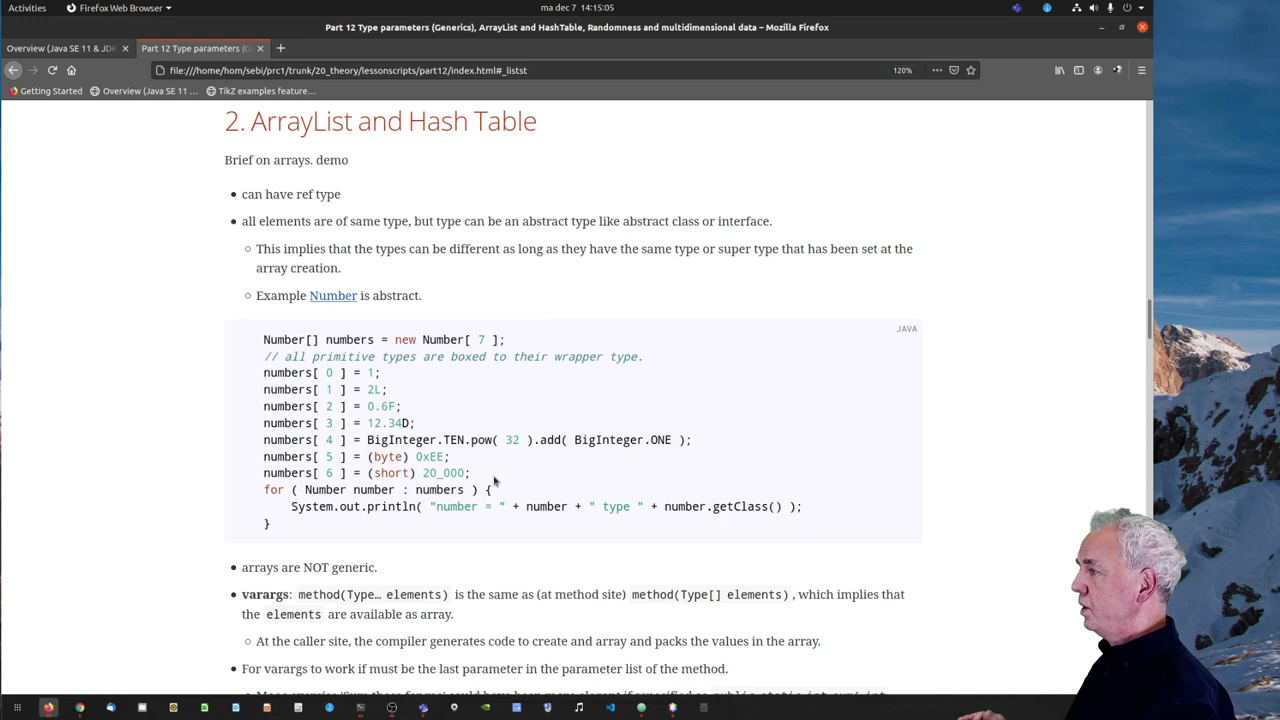 Activities
Firefox Web Browser
ma dec 7 14:15:05
Part 12 Type parameters (Generics), ArrayList and HashTable, Randomness and multidimensional data – Mozilla Firefox
Overview (Java SE 11 & JDK
Part 12 Type parameters (G
file:///home/hom/sebi/prc1/trunk/20_theory/lessonscripts/part12/index.html#_listst
120%
Getting Started
Overview (Java SE 11 ...
TikZ examples feature...
2. ArrayList and Hash Table
Brief on arrays. demo
can have ref type
all elements are of same type, but type can be an abstract type like abstract class or interface.
This implies that the types can be different as long as they have the same type or super type that has been set at the
array creation.
Example Number is abstract.
JAVA
Number[] numbers = new Number[ 7 ];
// all primitive types are boxed to their wrapper type.
numbers[ 0 ] = 1;
numbers[ 1 ] = 2L;
numbers[ 2 ] = 0.6F;
numbers[ 3 ] = 12.34D;
numbers[ 4 ] = BigInteger.TEN.pow( 32 ).add( BigInteger.ONE );
numbers[ 5 ] = (byte) 0xEE;
numbers[ 6 ] = (short) 20_000;
for ( Number number : numbers ) {
System.out.println( "number = " + number + " type " + number.getClass() );
}
arrays are NOT generic.
varargs: method(Type… elements) is the same as (at method site) method(Type[] elements), which implies that
the elements are available as array.
At the caller site, the compiler generates code to create and array and packs the values in the array.
For varargs to work if must be the last parameter in the parameter list of the method.